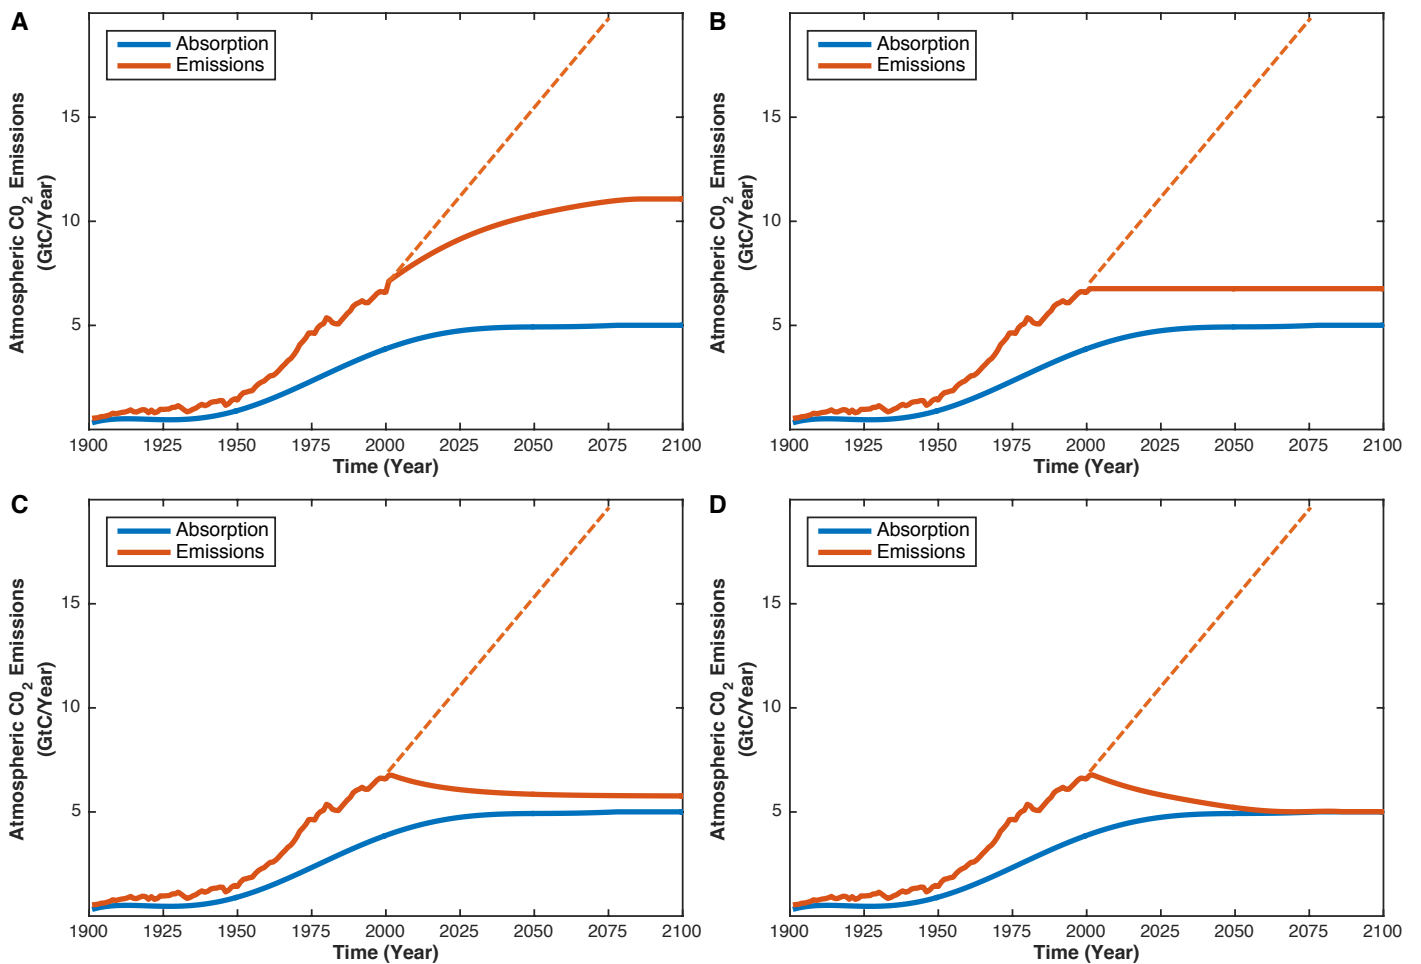 A
Absorption
Emissions
Atmospheric C0₂ Emissions
(GtC/Year)
15
10
5
1900 1925 1950 1975 2000 2025 2050 2075 2100
Time (Year)
B
Absorption
Emissions
Atmospheric C0₂ Emissions
(GtC/Year)
15
10
5
1900 1925 1950 1975 2000 2025 2050 2075 2100
Time (Year)
C
Absorption
Emissions
Atmospheric C0₂ Emissions
(GtC/Year)
15
10
5
1900 1925 1950 1975 2000 2025 2050 2075 2100
Time (Year)
D
Absorption
Emissions
Atmospheric C0₂ Emissions
(GtC/Year)
15
10
5
1900 1925 1950 1975 2000 2025 2050 2075 2100
Time (Year)